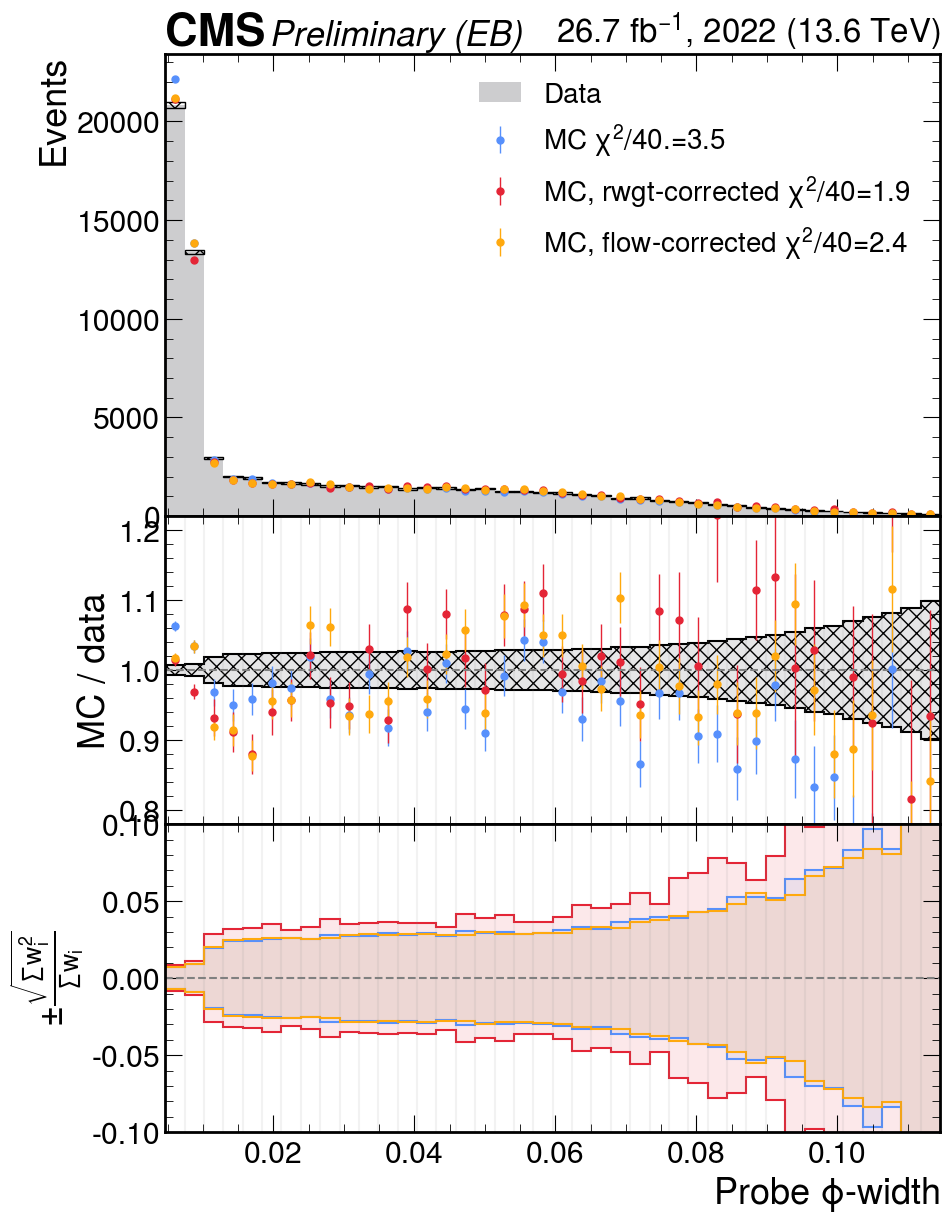 CMS Preliminary (EB) 26.7 fb⁻¹, 2022 (13.6 TeV)
Events
20000
15000
10000
5000
0
Data
MC χ²/40.=3.5
MC, rwgt-corrected χ²/40=1.9
MC, flow-corrected χ²/40=2.4
MC / data
1.2
1.1
1.0
0.9
0.8
±√Σwᵢ²/Σwᵢ
0.10
0.05
0.00
-0.05
-0.10
0.02 0.04 0.06 0.08 0.10
Probe ϕ-width